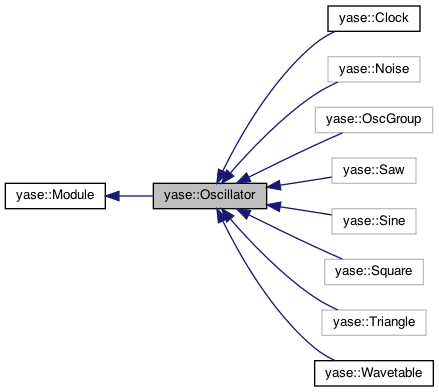 yase::Clock
yase::Noise
yase::OscGroup
yase::Saw
yase::Module
yase::Oscillator
yase::Sine
yase::Square
yase::Triangle
yase::Wavetable